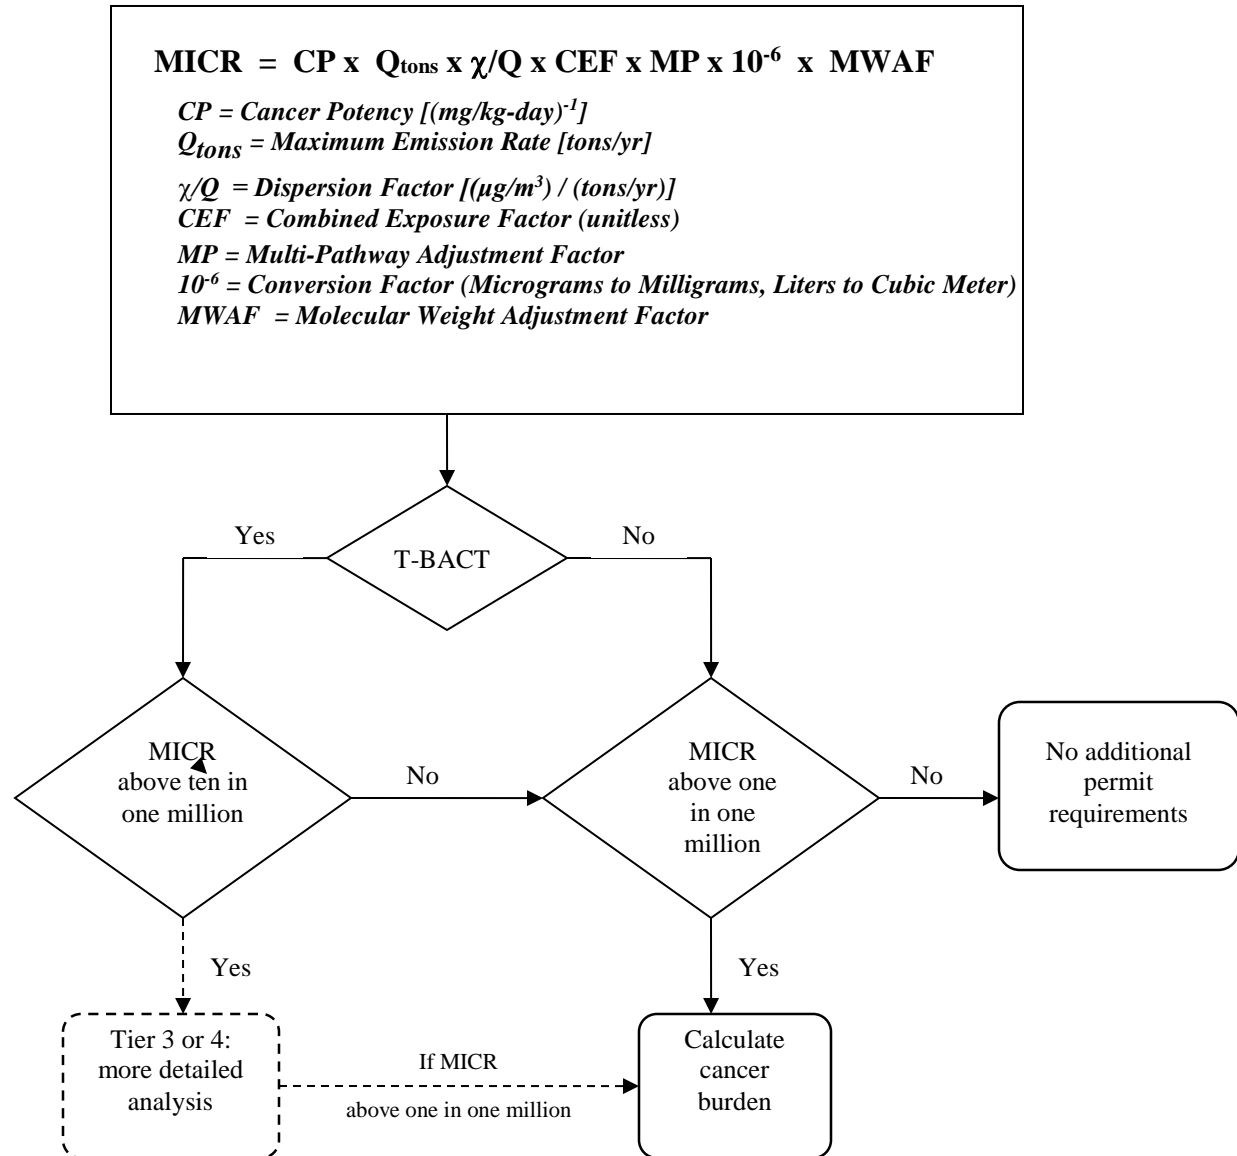 MICR = CP x Qtons x χ/Q x CEF x MP x 10-6 x MWAF
CP = Cancer Potency [(mg/kg-day)-1]
Qtons = Maximum Emission Rate [tons/yr]
χ/Q = Dispersion Factor [(µg/m3) / (tons/yr)]
CEF = Combined Exposure Factor (unitless)
MP = Multi-Pathway Adjustment Factor
10-6 = Conversion Factor (Micrograms to Milligrams, Liters to Cubic Meter)
MWAF = Molecular Weight Adjustment Factor
Yes
No
T-BACT
MICR
above ten in
one million
No
MICR
above one
in one
million
No
No additional
permit
requirements
Yes
Yes
Tier 3 or 4:
more detailed
analysis
If MICR
above one in one million
Calculate
cancer
burden